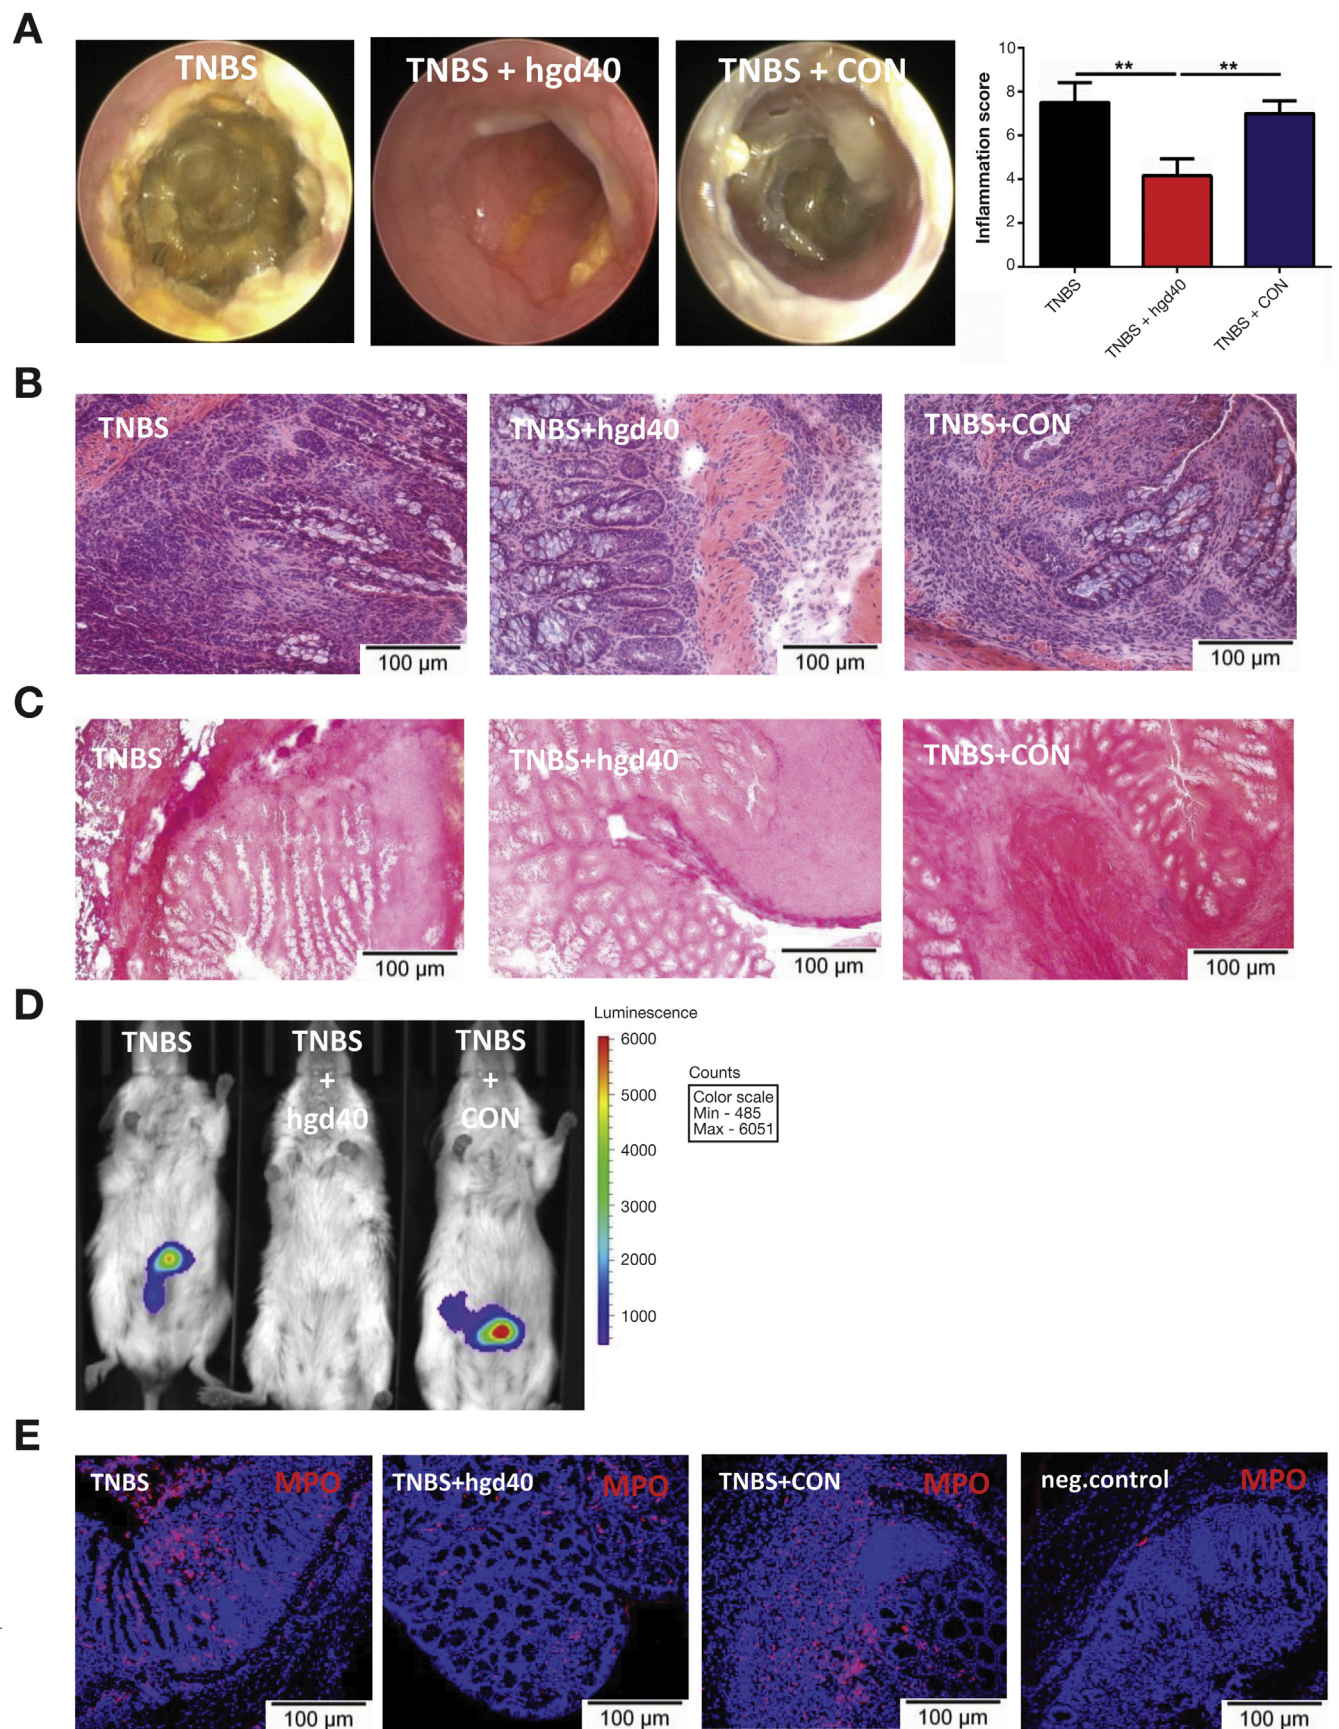 A
TNBS
TNBS + hgd40
TNBS + CON
Inflammation score
10
8
6
4
2
0
**
**
TNBS
TNBS + hgd40
TNBS + CON
B
TNBS
TNBS+hgd40
TNBS+CON
100 µm
100 µm
100 µm
C
TNBS
TNBS+hgd40
TNBS+CON
100 µm
100 µm
100 µm
D
TNBS
TNBS
+
hgd40
TNBS
+
CON
Luminescence
6000
5000
4000
3000
2000
1000
Counts
Color scale
Min - 485
Max - 6051
E
TNBS
MPO
TNBS+hgd40
MPO
TNBS+CON
MPO
neg.control
MPO
100 µm
100 µm
100 µm
100 µm